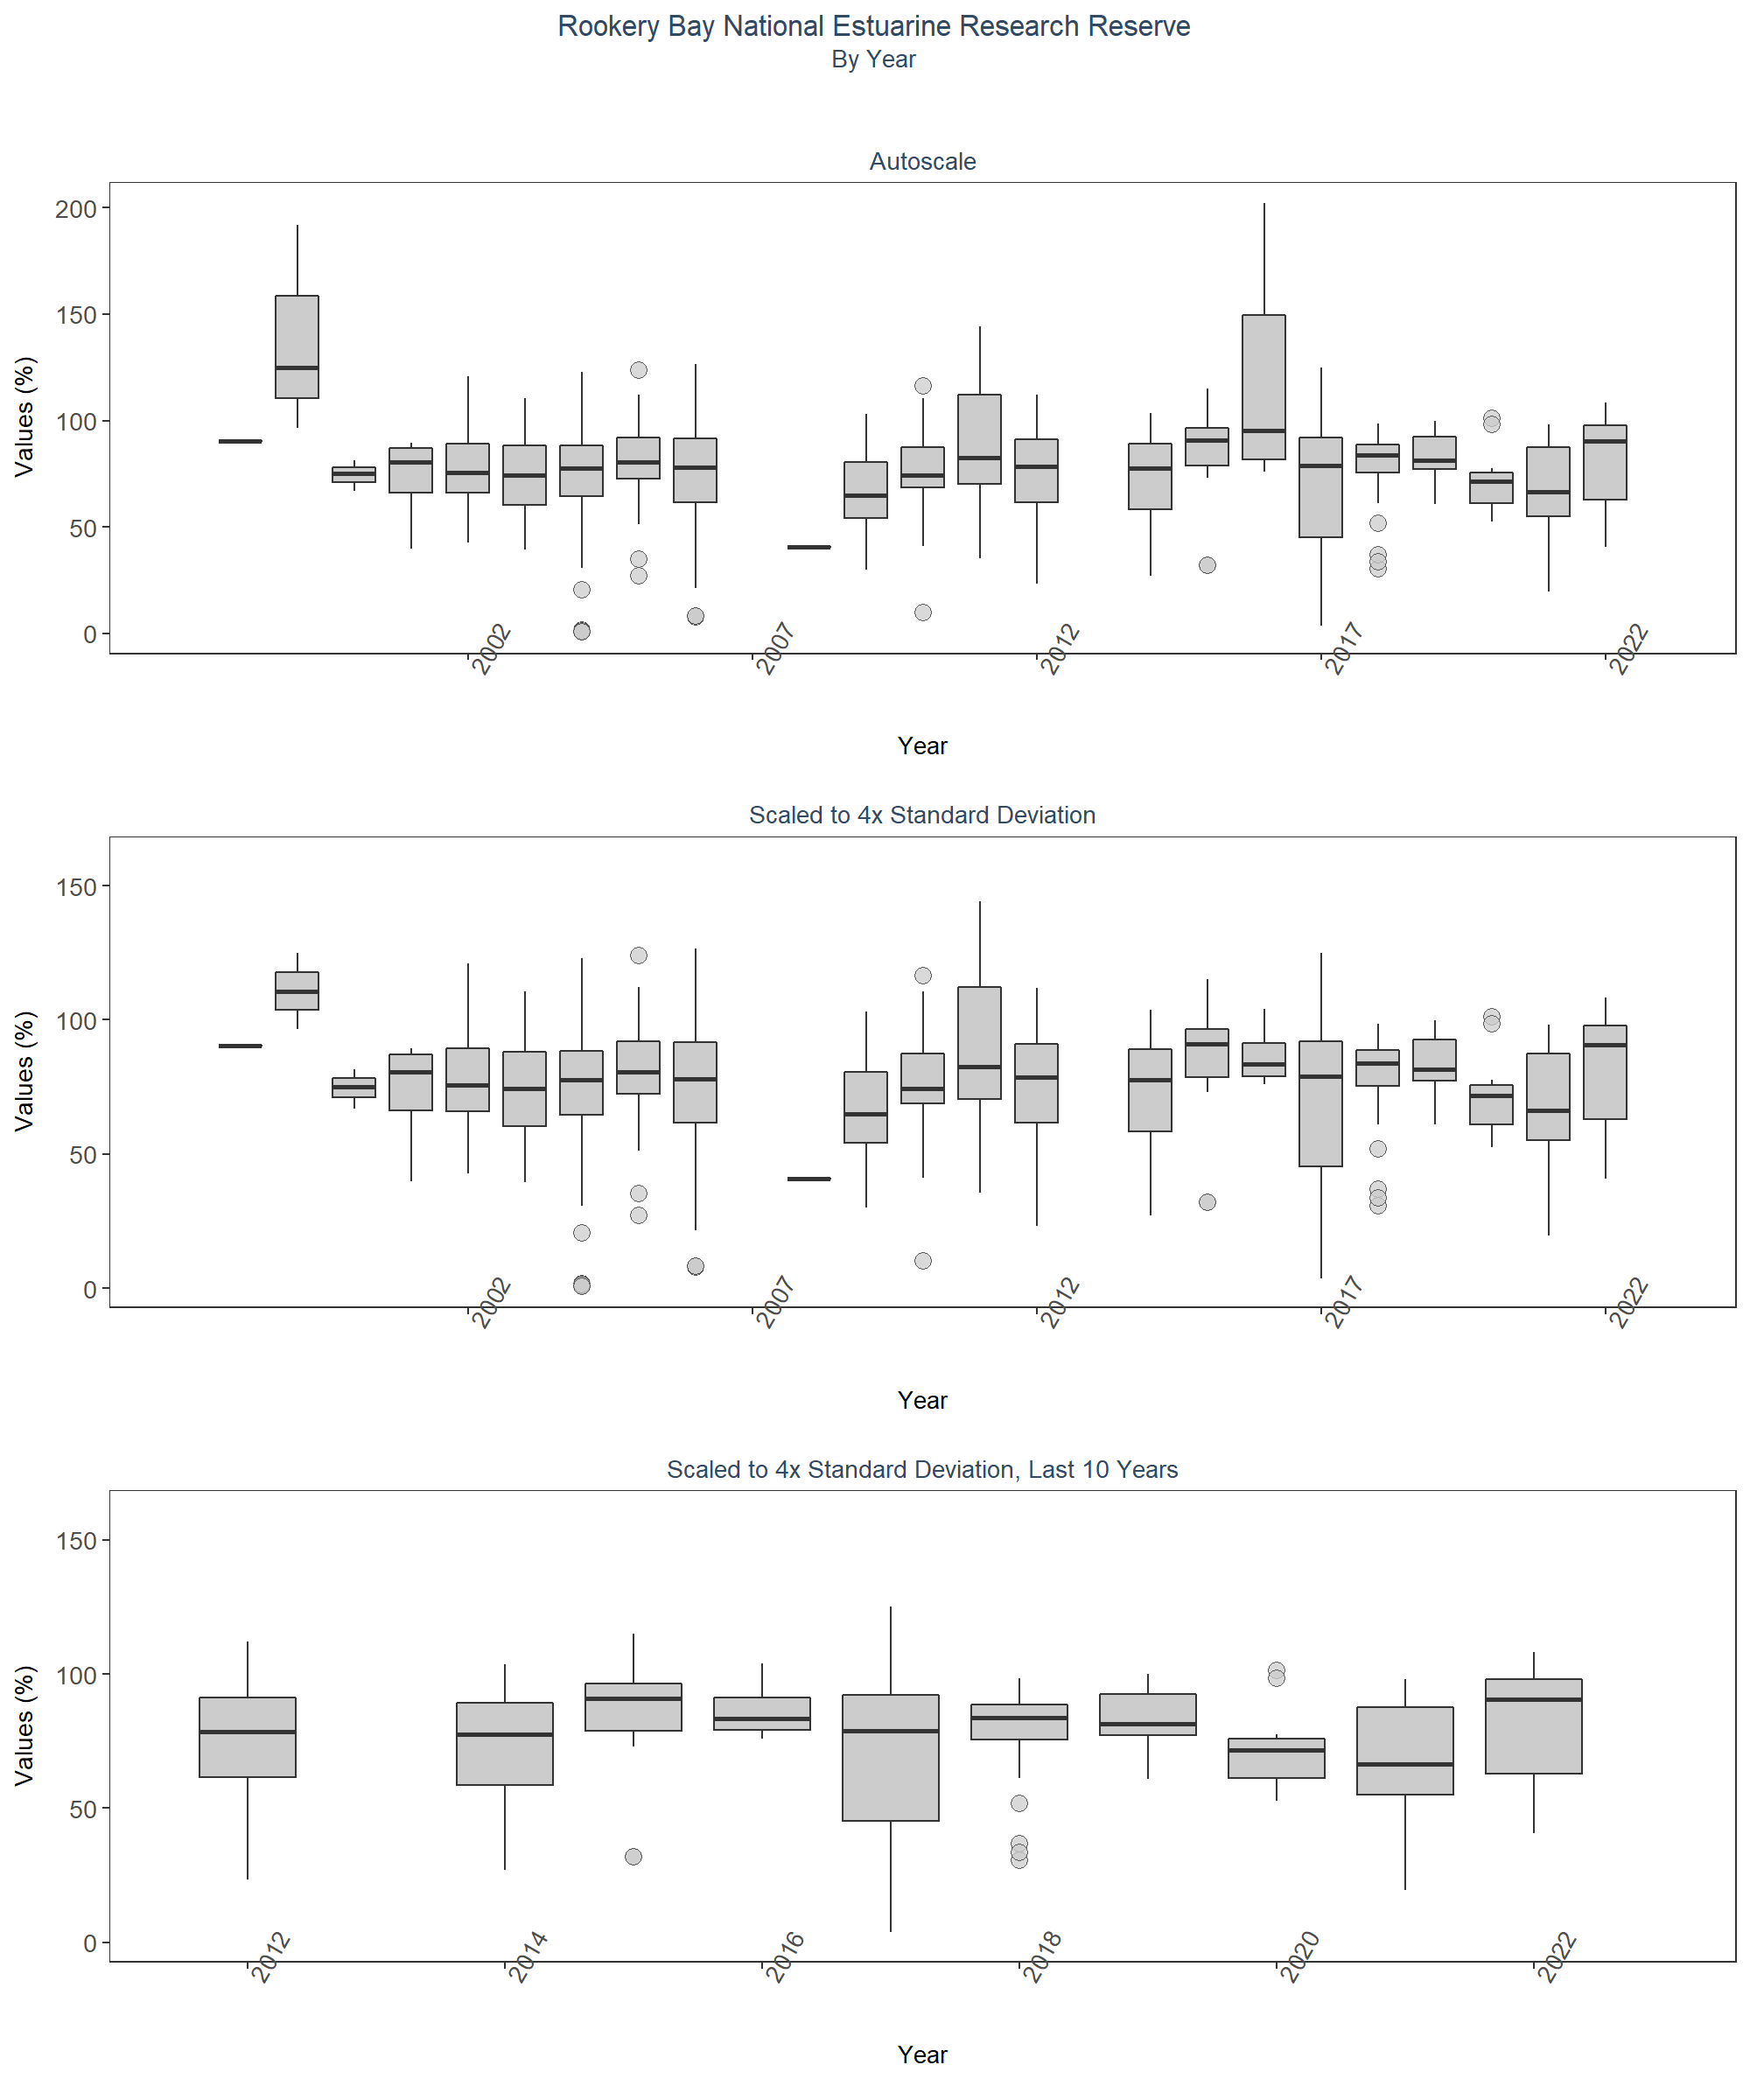 Rookery Bay National Estuarine Research Reserve
By Year
Autoscale
Values (%)
200
150
100
50
0
2002
2007
2012
2017
2022
Year
Scaled to 4x Standard Deviation
Values (%)
150
100
50
0
2002
2007
2012
2017
2022
Year
Scaled to 4x Standard Deviation, Last 10 Years
Values (%)
150
100
50
0
2012
2014
2016
2018
2020
2022
Year